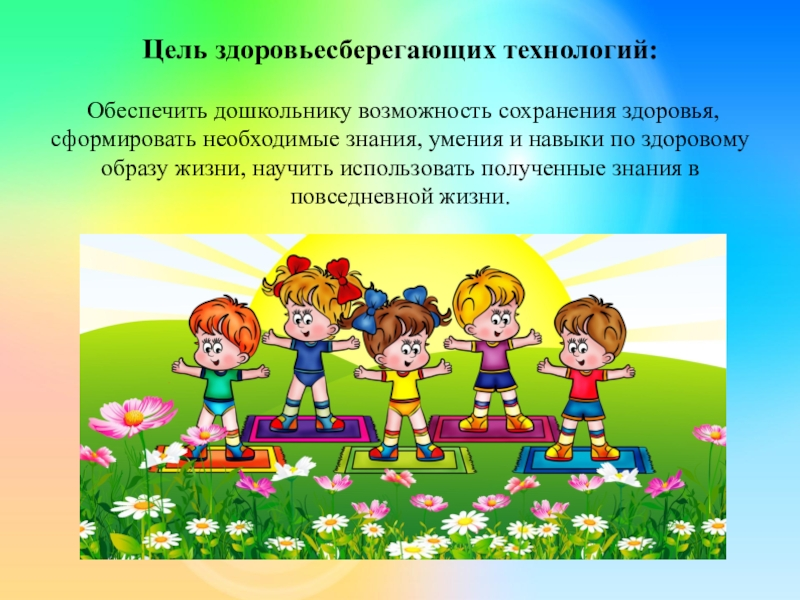 Цель здоровьесберегающих технологий:
Обеспечить дошкольнику возможность сохранения здоровья,
сформировать необходимые знания, умения и навыки по здоровому
образу жизни, научить использовать полученные знания в
повседневной жизни.